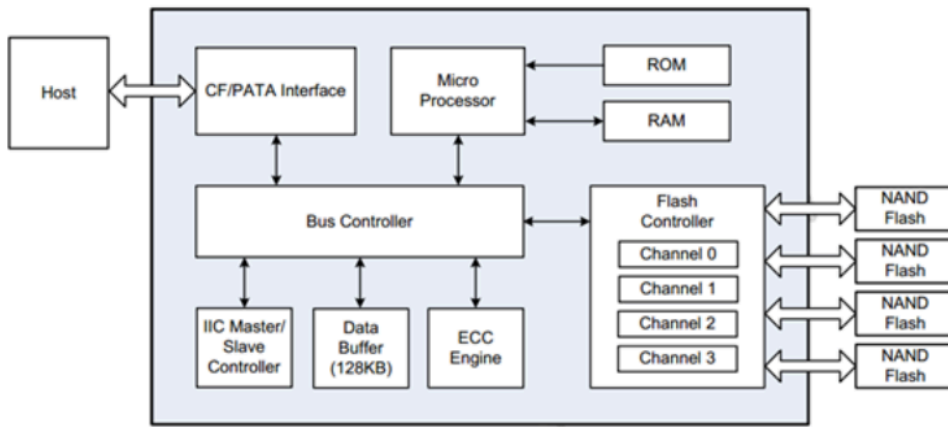 Host
CF/PATA Interface
Micro
Processor
ROM
RAM
Bus Controller
Flash
Controller
Channel 0
Channel 1
Channel 2
Channel 3
NAND
Flash
NAND
Flash
NAND
Flash
NAND
Flash
IIC Master/
Slave
Controller
Data
Buffer
(128KB)
ECC
Engine